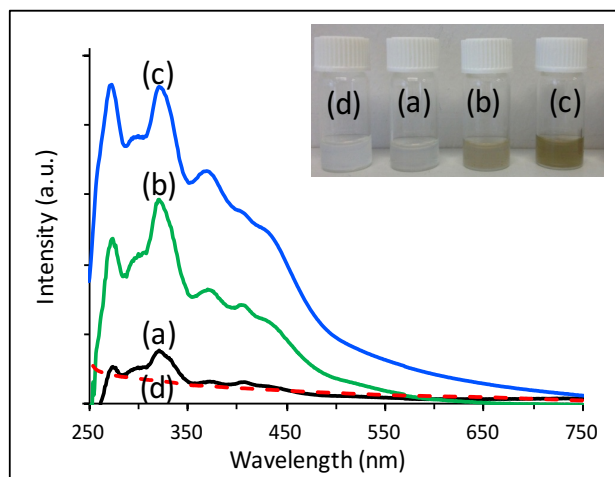 (c)
(d) (a) (b) (c)
(b)
(a)
(d)
Intensity (a.u.)
250 350 450 550 650 750
Wavelength (nm)